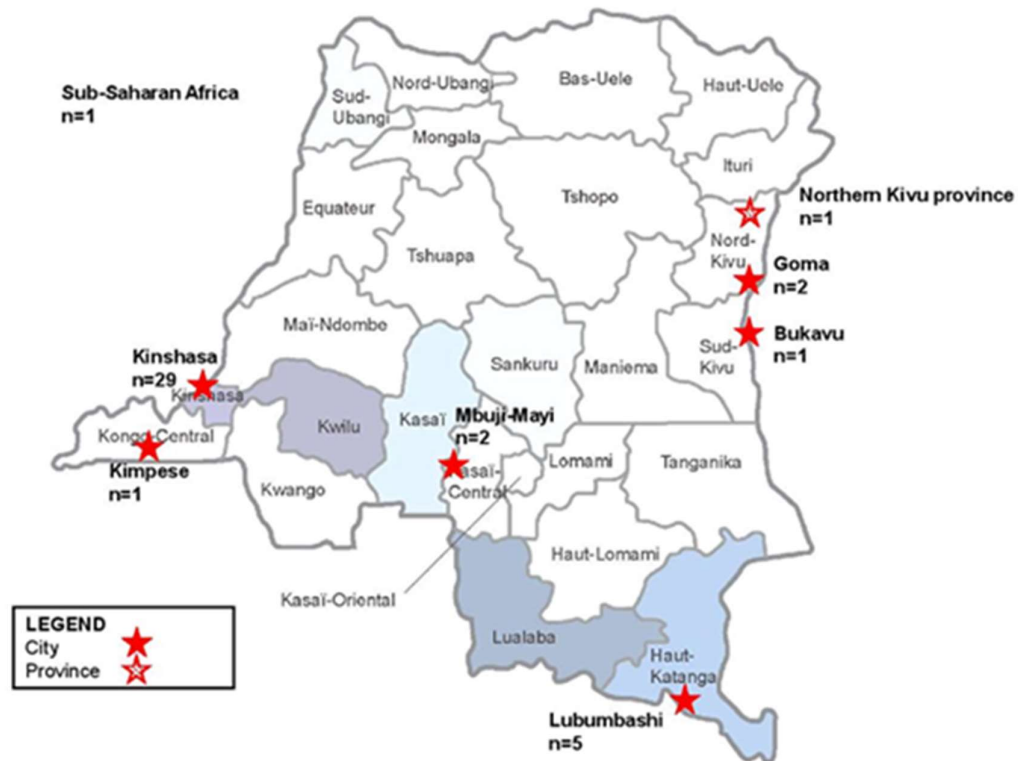 Sub-Saharan Africa
n=1
Nord-Ubangi
Bas-Uele
Haut-Uele
Sud-
Ubangi
Mongala
Ituri
Equateur
Tshopo
Northern Kivu province
n=1
Nord-
Kivu
Tshuapa
Goma
n=2
Maï-Ndombe
Bukavu
n=1
Sud-
Kivu
Kinshasa
n=29
Kinshasa
Sankuru
Maniema
Kasaï
Mbuji-Mayi
n=2
Kwilu
Kongo-Central
Kimpese
n=1
Kasaï-
Central
Lomami
Tanganika
Kwango
Haut-Lomami
Kasaï-Oriental
LEGEND
City
Province
Lualaba
Haut-
Katanga
Lubumbashi
n=5